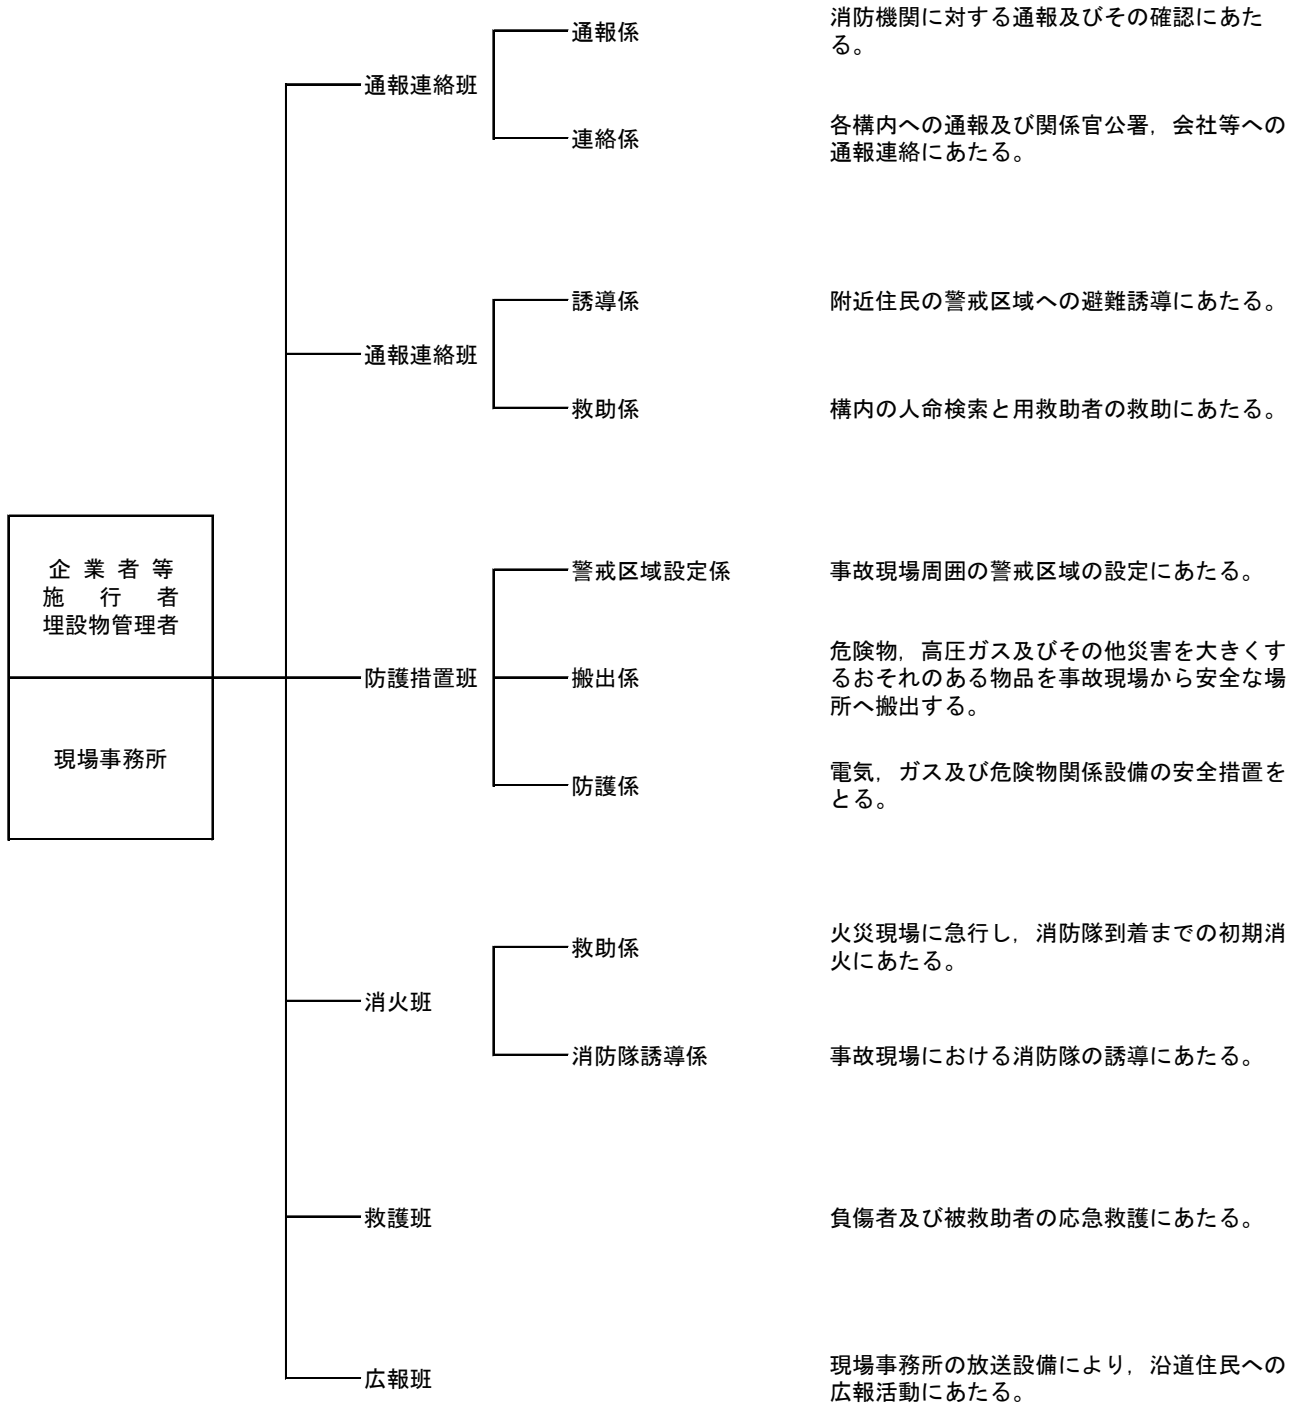 通報係
消防機関に対する通報及びその確認にあた
る。
通報連絡班
連絡係
各構内への通報及び関係官公署，会社等への
通報連絡にあたる。
誘導係
附近住民の警戒区域への避難誘導にあたる。
通報連絡班
救助係
構内の人命検索と用救助者の救助にあたる。
企業者等
施行者
埋設物管理者
現場事務所
警戒区域設定係
事故現場周囲の警戒区域の設定にあたる。
防護措置班
搬出係
危険物，高圧ガス及びその他災害を大きくす
るおそれのある物品を事故現場から安全な場
所へ搬出する。
防護係
電気，ガス及び危険物関係設備の安全措置を
とる。
救助係
火災現場に急行し，消防隊到着までの初期消
火にあたる。
消火班
消防隊誘導係
事故現場における消防隊の誘導にあたる。
救護班
負傷者及び被救助者の応急救護にあたる。
広報班
現場事務所の放送設備により，沿道住民への
広報活動にあたる。